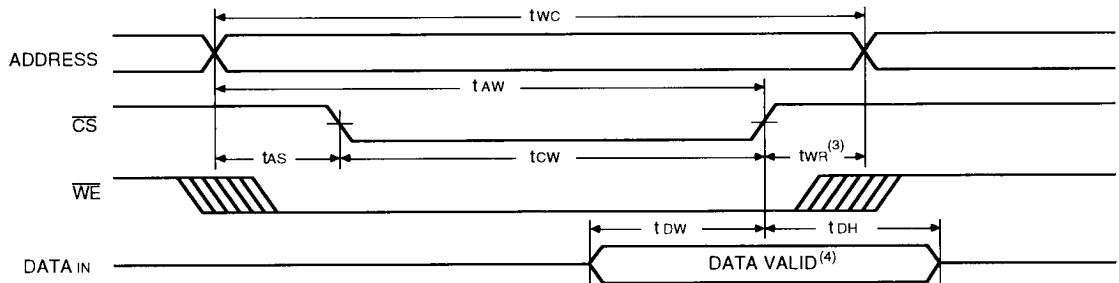 tWC
ADDRESS
tAW
CS
tAS tCW tWR(3)
WE
tDW tDH
DATA IN DATA VALID(4)